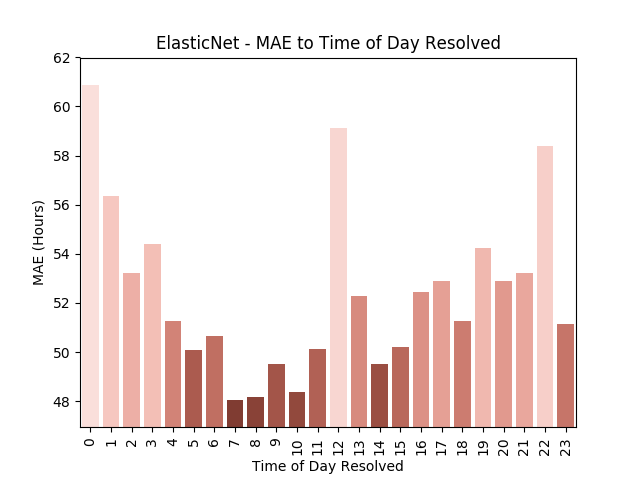 ElasticNet - MAE to Time of Day Resolved
62
60
58
56
54
52
50
48
MAE (Hours)
0 1 2 3 4 5 6 7 8 9 10 11 12 13 14 15 16 17 18 19 20 21 22 23
Time of Day Resolved